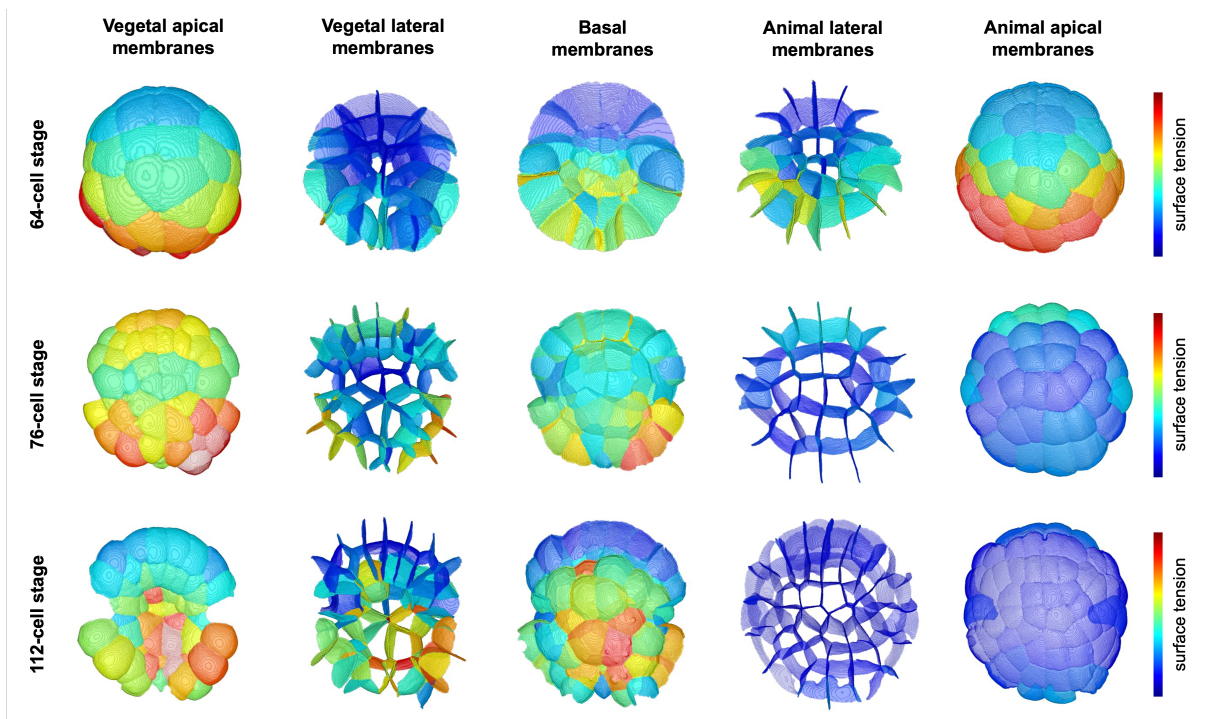 Vegetal apical
membranes
Vegetal lateral
membranes
Basal
membranes
Animal lateral
membranes
Animal apical
membranes
64-cell stage
surface tension
76-cell stage
surface tension
112-cell stage
surface tension